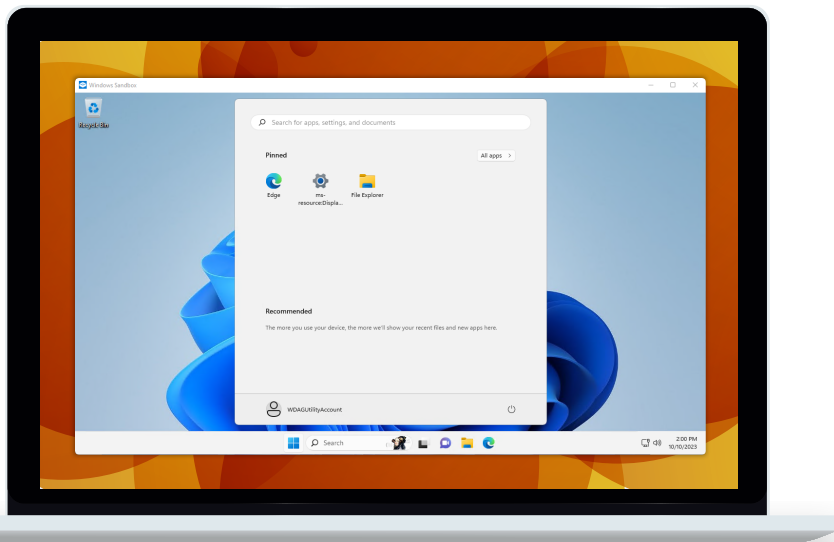 Windows Sandbox
Recycle Bin
Search for apps, settings, and documents
Pinned
All apps
Edge
ms-
resource:Displa...
File Explorer
Recommended
The more you use your device, the more we'll show your recent files and new apps here.
WDAGUtilityAccount
Search
2:00 PM
10/10/2023